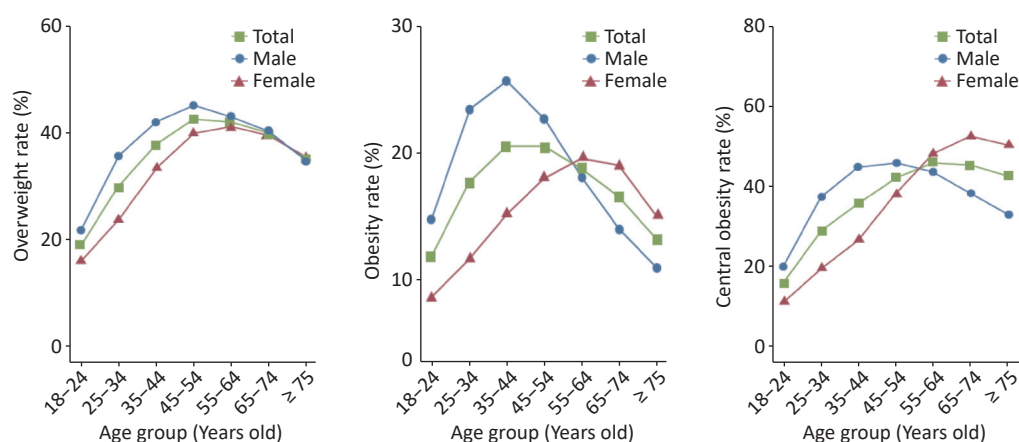 Overweight rate (%)
60
40
20
0
Total
Male
Female
18–24
25–34
35–44
45–54
55–64
65–74
≥ 75
Age group (Years old)
Obesity rate (%)
30
20
10
0
Total
Male
Female
18–24
25–34
35–44
45–54
55–64
65–74
≥ 75
Age group (Years old)
Central obesity rate (%)
80
60
40
20
0
Total
Male
Female
18–24
25–34
35–44
45–54
55–64
65–74
≥ 75
Age group (Years old)